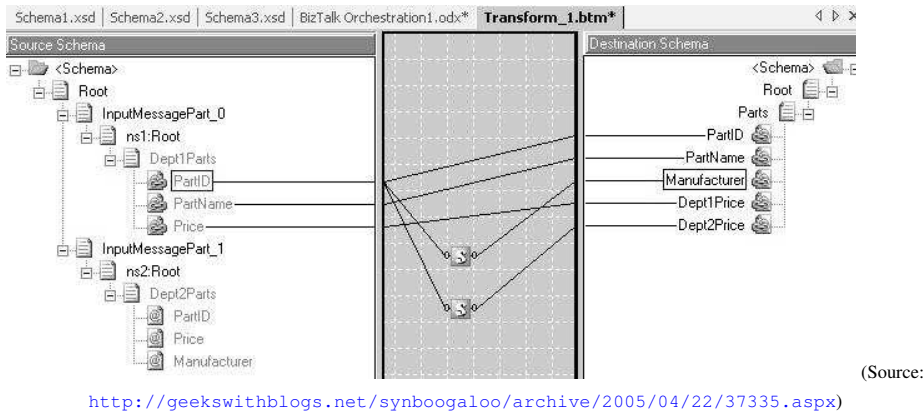 Schema1.xsd | Schema2.xsd | Schema3.xsd | BizTalk Orchestration1.odx* Transform_1.btm*
Source Schema
<Schema>
Root
InputMessagePart_0
ns1:Root
Dept1Parts
PartID
PartName
Price
InputMessagePart_1
ns2:Root
Dept2Parts
PartID
Price
Manufacturer
Destination Schema
<Schema>
Root
Parts
PartID
PartName
Manufacturer
Dept1Price
Dept2Price
(Source:
http://geekswithblogs.net/synboogaloo/archive/2005/04/22/37335.aspx)